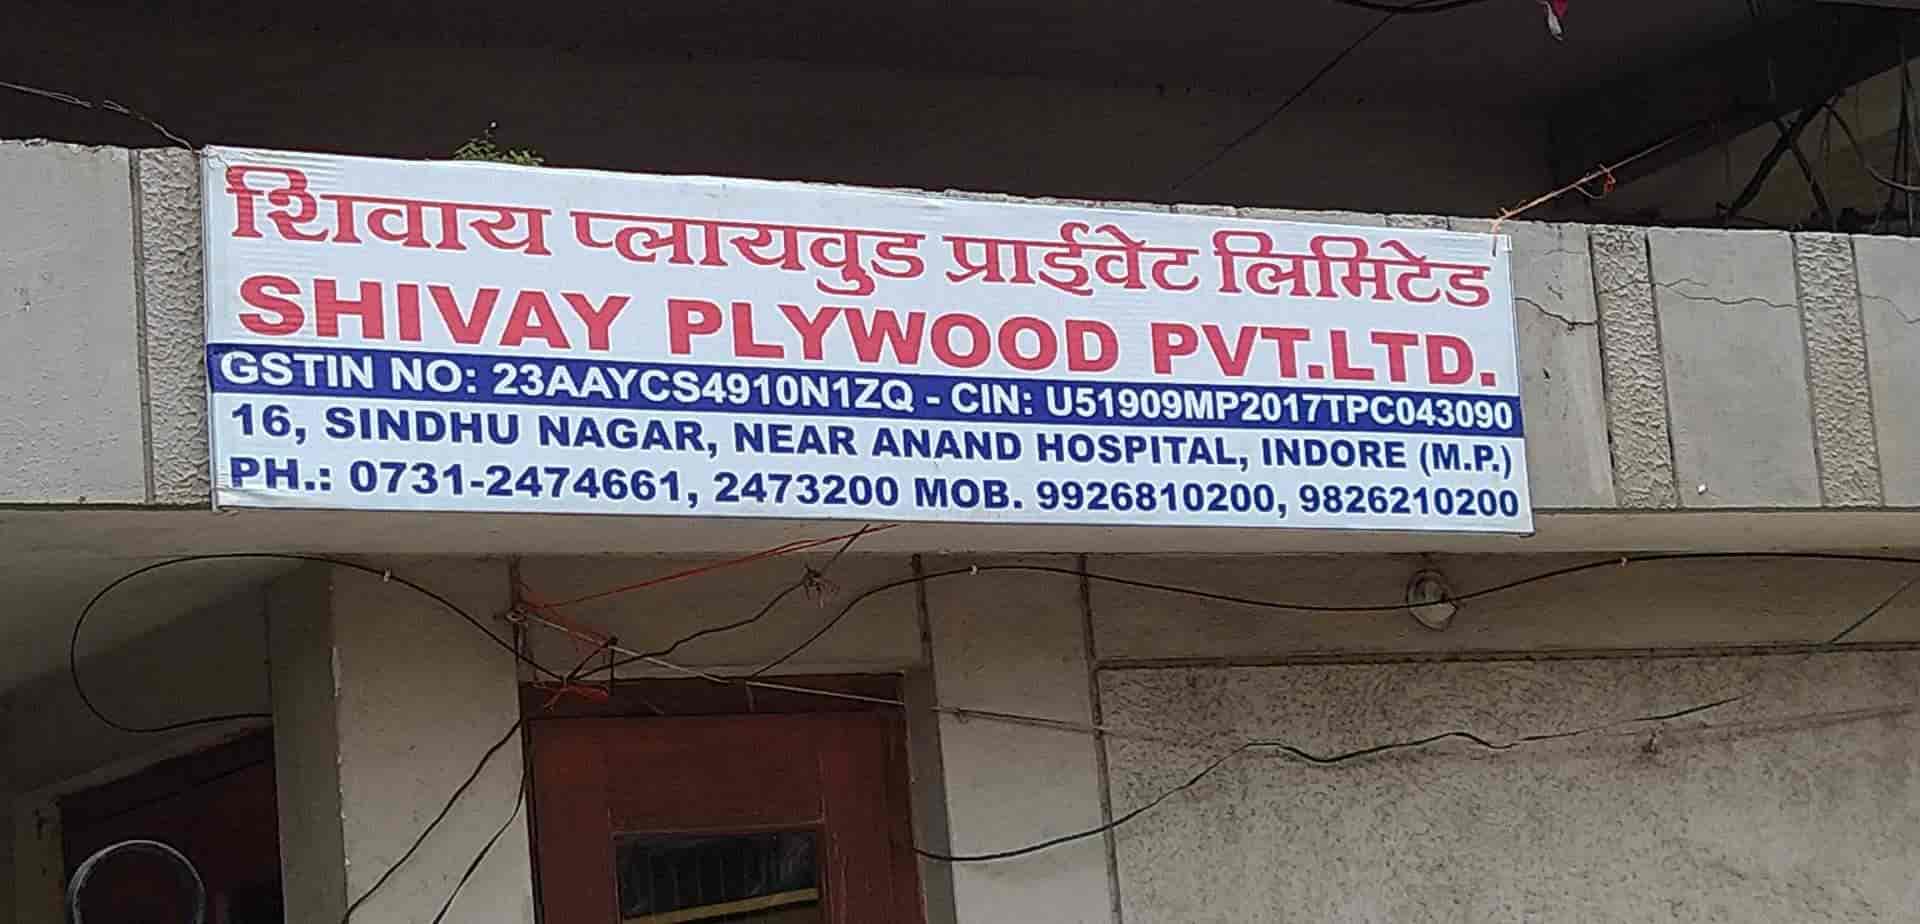 शिवाय प्लायवुड प्राईवेट लिमिटेड
SHIVAY PLYWOOD PVT.LTD.
GSTIN NO: 23AAYCS4910N1ZQ - CIN: U51909MP2017TPC043090
16, SINDHU NAGAR, NEAR ANAND HOSPITAL, INDORE (M.P.)
PH.: 0731-2474661, 2473200 MOB. 9926810200, 9826210200